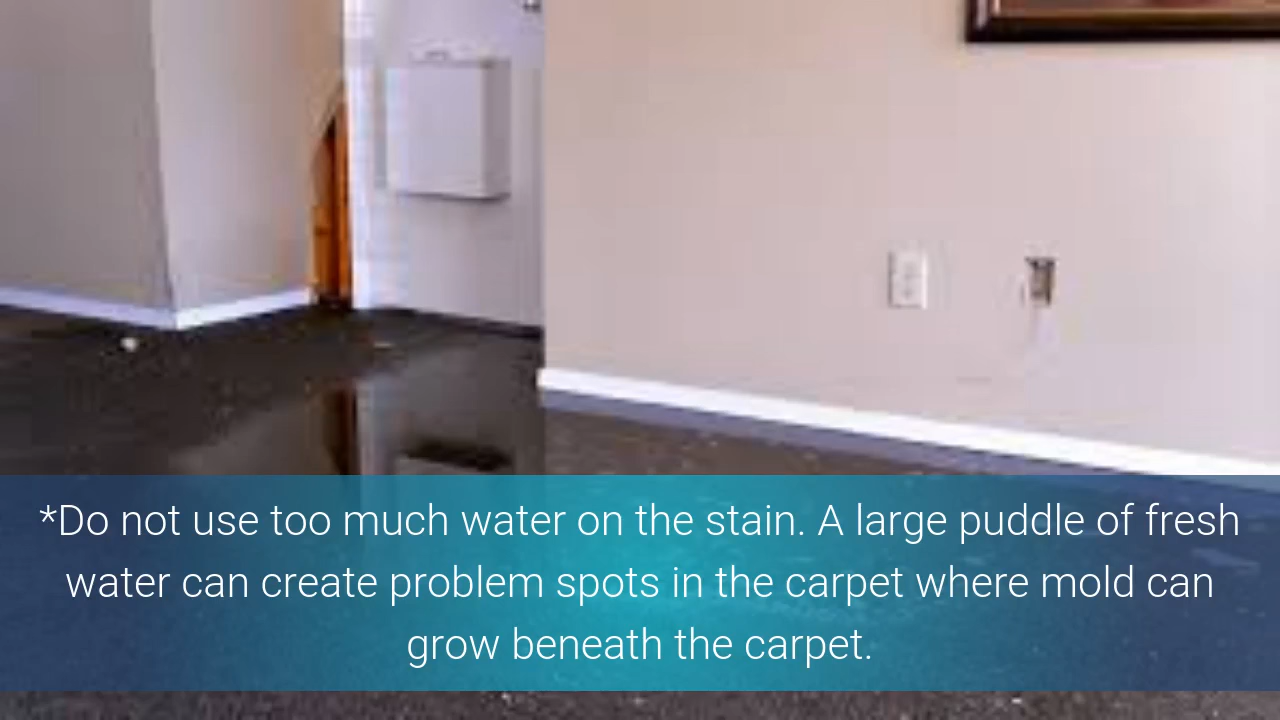 *Do not use too much water on the stain. A large puddle of fresh
water can create problem spots in the carpet where mold can
grow beneath the carpet.